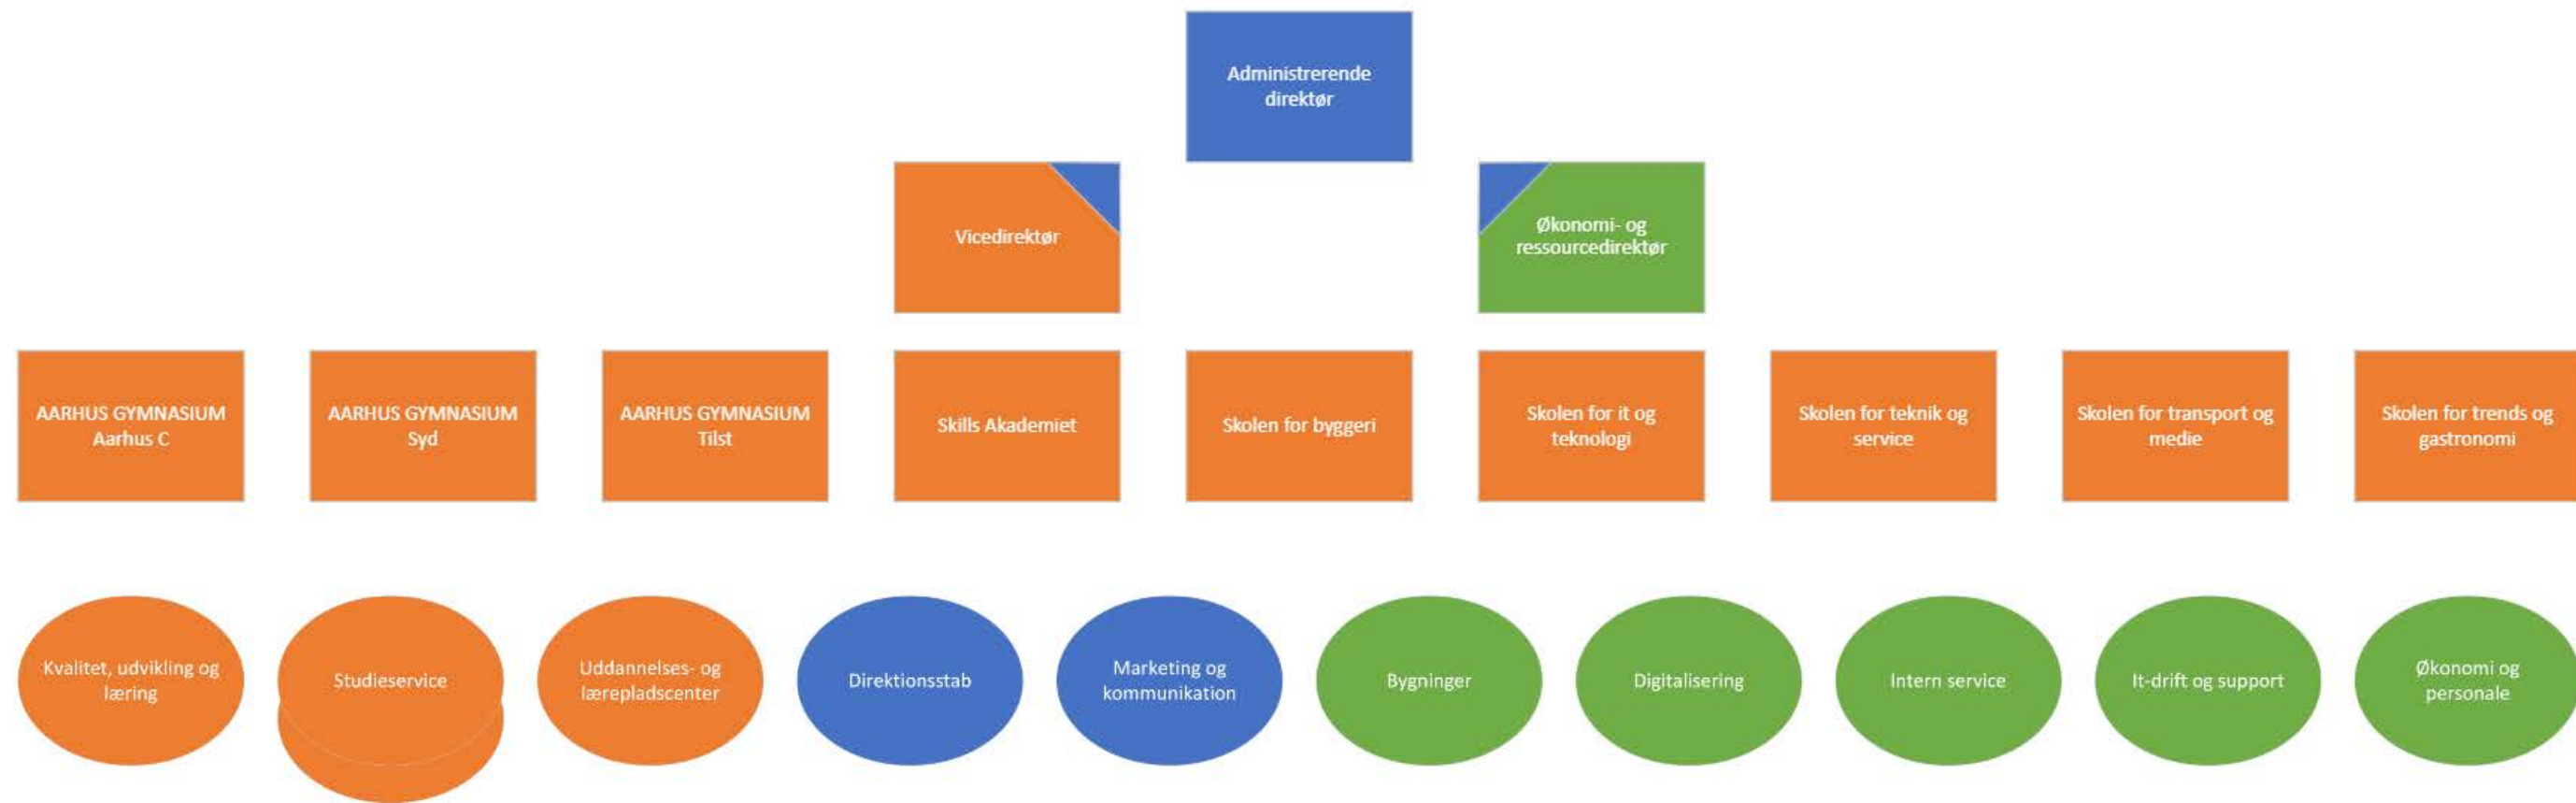 Administrerende
direktør
Vicedirektør
Økonomi- og
ressourcedirektør
AARHUS GYMNASIUM
Aarhus C
AARHUS GYMNASIUM
Syd
AARHUS GYMNASIUM
Tilst
Skills Akademiet
Skolen for byggeri
Skolen for it og
teknologi
Skolen for teknik og
service
Skolen for transport og
medie
Skolen for trends og
gastronomi
Kvalitet, udvikling og
læring
Studieservice
Uddannelses- og
lærepladscenter
Direktionsstab
Marketing og
kommunikation
Bygninger
Digitalisering
Intern service
It-drift og support
Økonomi og
personale